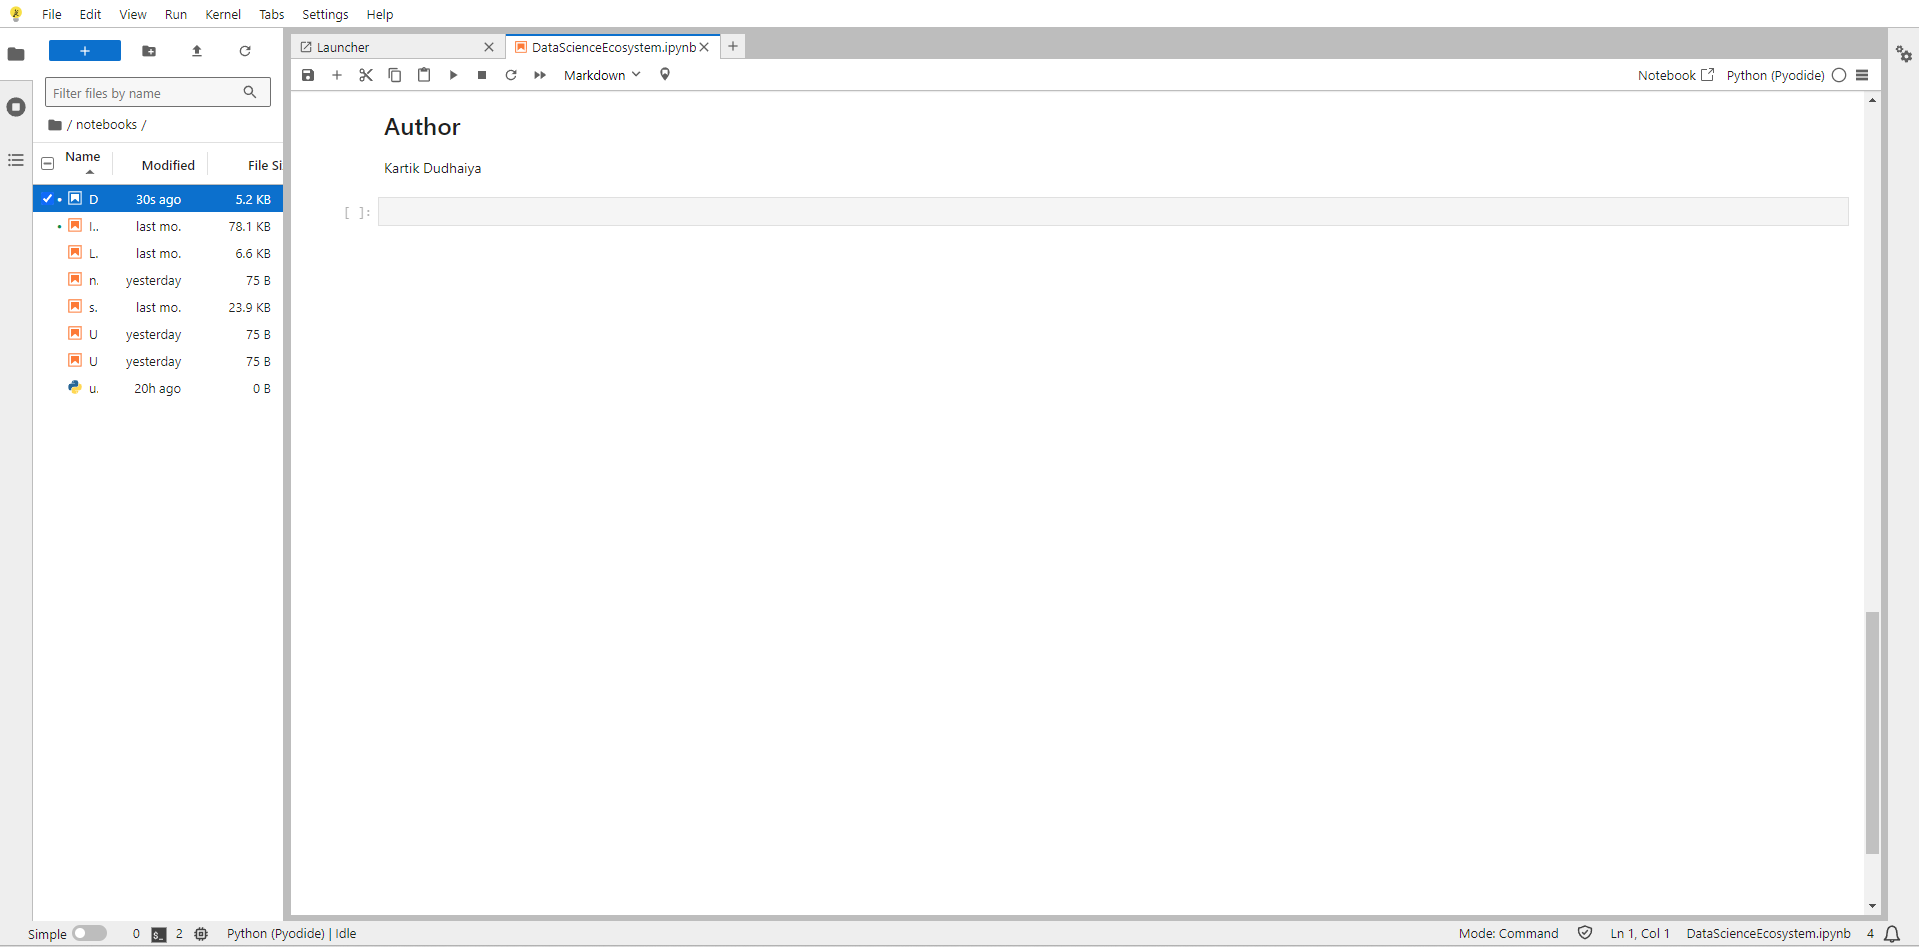 File Edit View Run Kernel Tabs Settings Help
Launcher
DataScienceEcosystem.ipynb
Filter files by name
Markdown
Notebook
Python (Pyodide)
/ notebooks /
Name Modified File Si
D 30s ago 5.2 KB
I.. last mo. 78.1 KB
L. last mo. 6.6 KB
n. yesterday 75 B
s. last mo. 23.9 KB
U yesterday 75 B
U yesterday 75 B
u. 20h ago 0 B
Author
Kartik Dudhaiya
[ ]:
Simple 0 $_ 2 Python (Pyodide) | Idle
Mode: Command Ln 1, Col 1 DataScienceEcosystem.ipynb 4